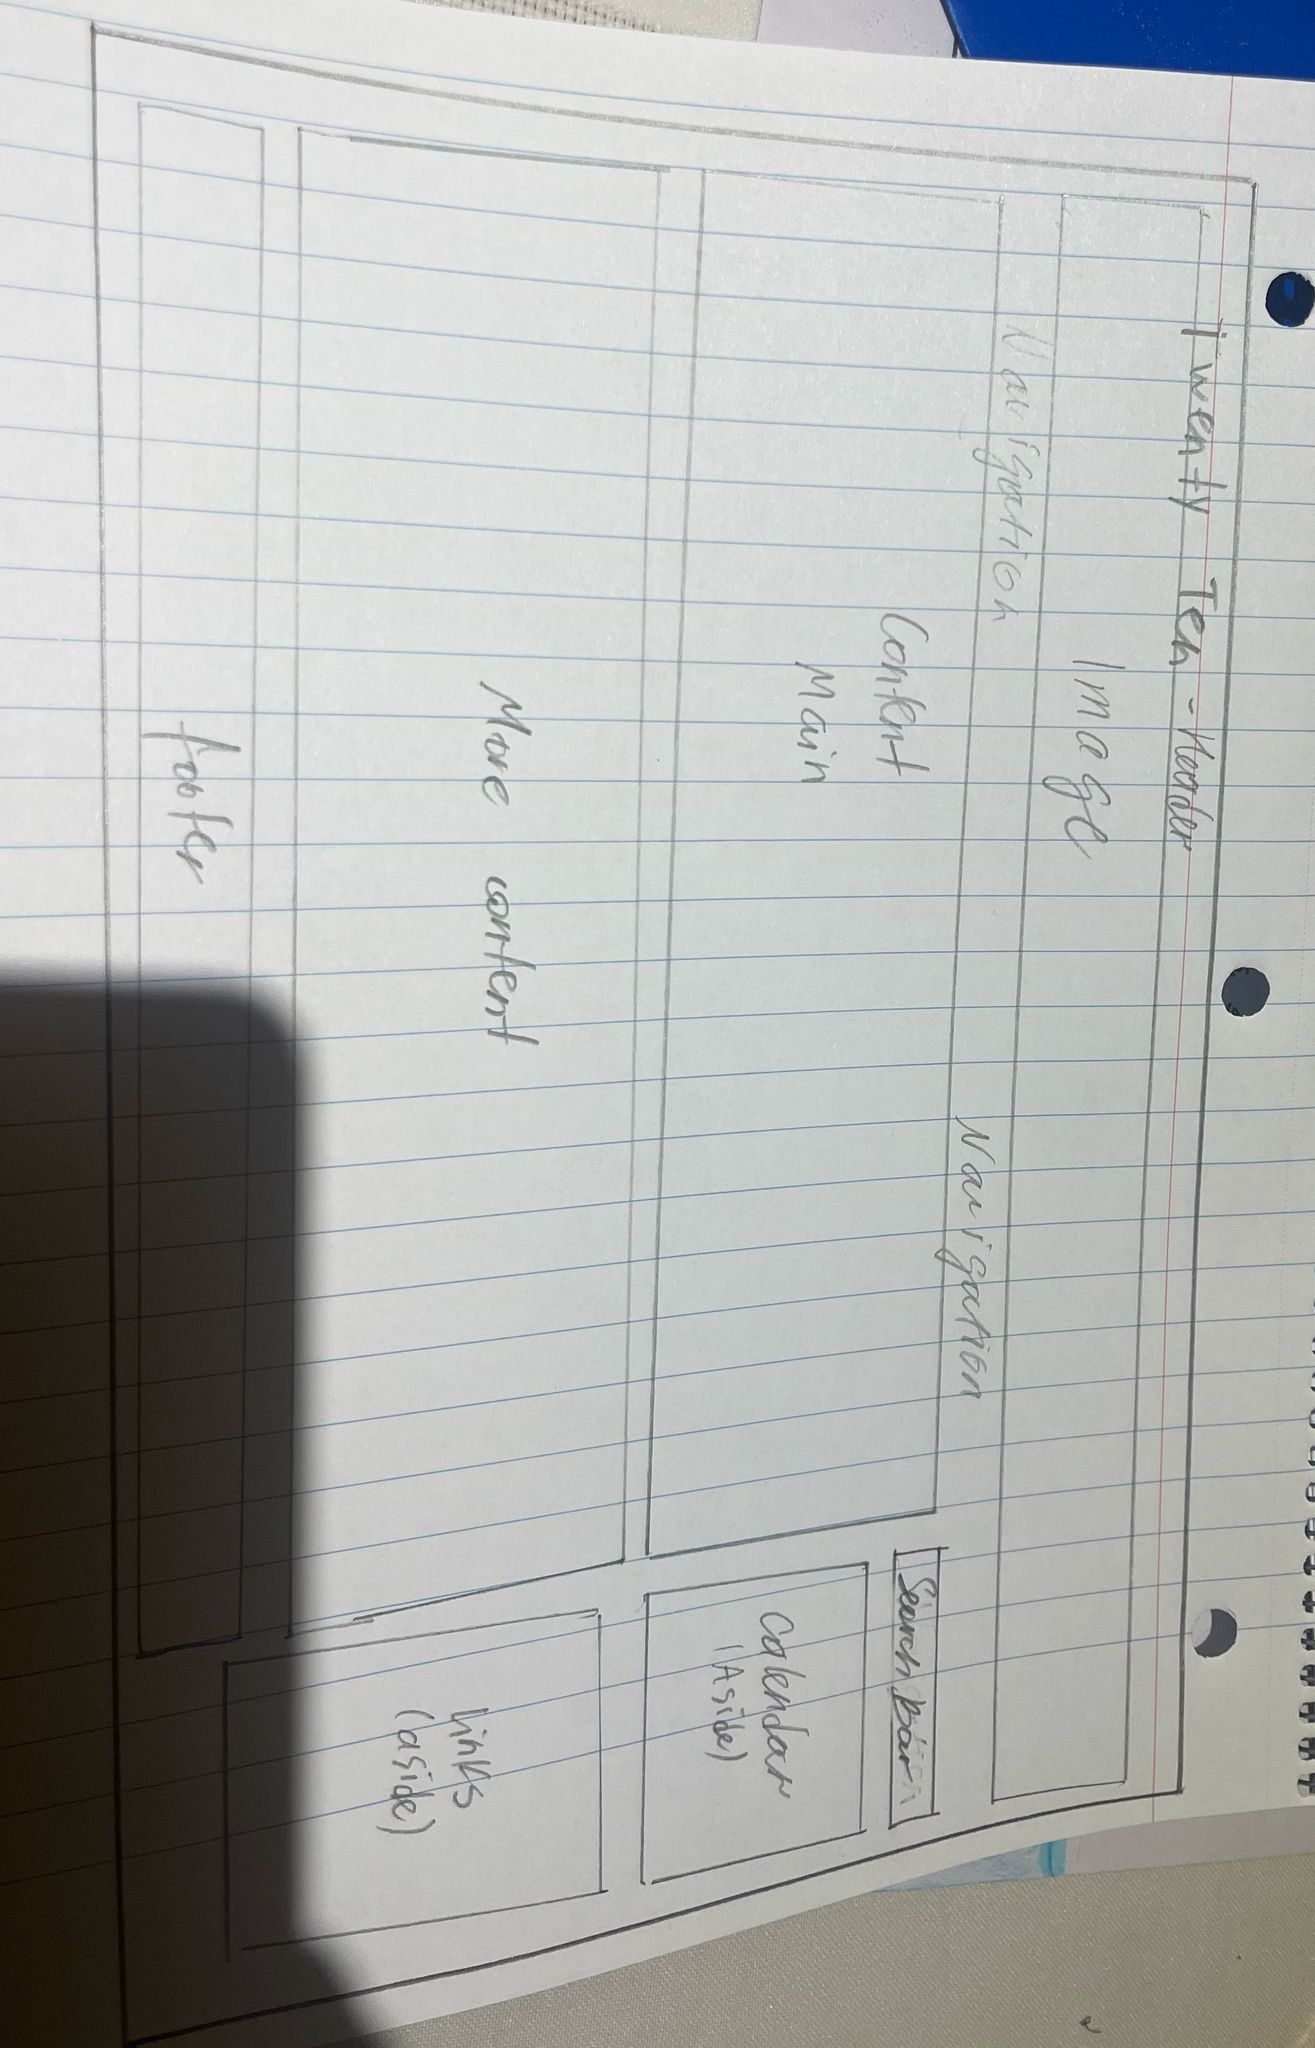 Twenty Ten - Header
Image
Navigation Navigation
Content
Main
Search bar
Calendar
(Aside)
More content
Links
(aside)
footer